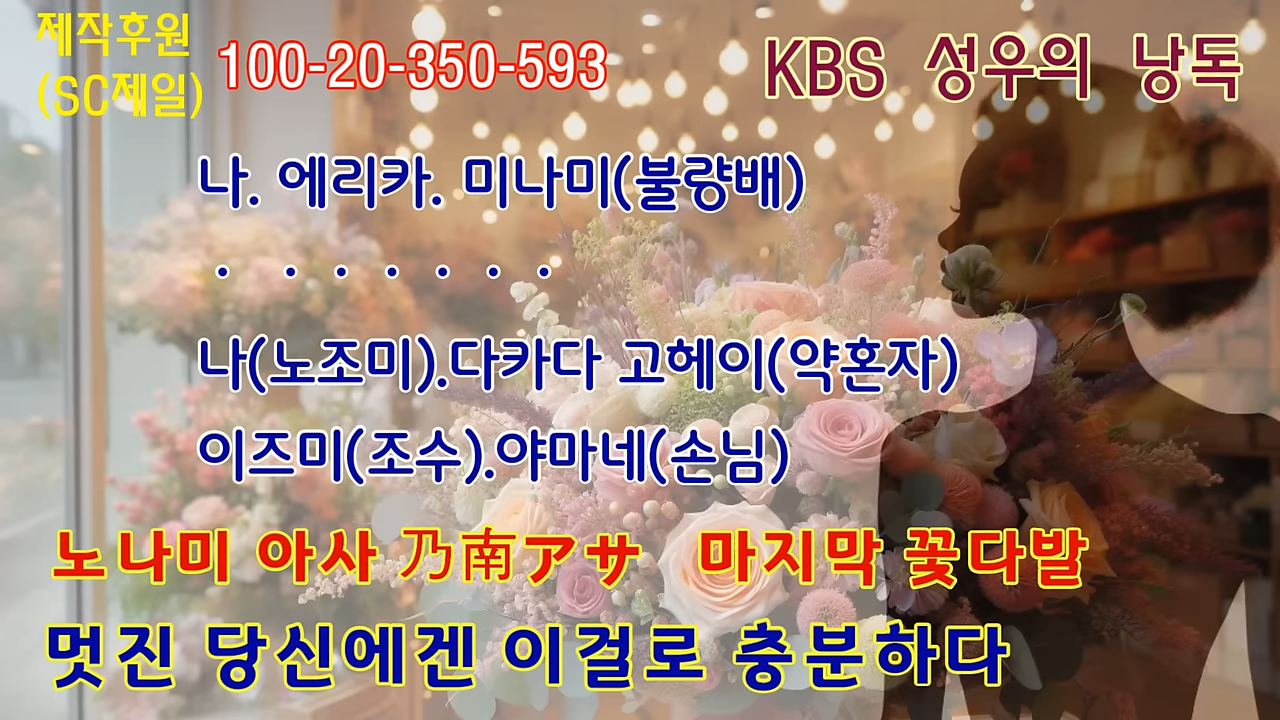 제작후원
(SC제일)
100-20-350-593
KBS 성우의 낭독
나. 에리카. 미나미(불량배)
. . . . . . . .
나(노조미).다카다 고헤이(약혼자)
이즈미(조수).야마네(손님)
노나미 아사 乃南アサ 마지막 꽃다발
멋진 당신에겐 이걸로 충분하다